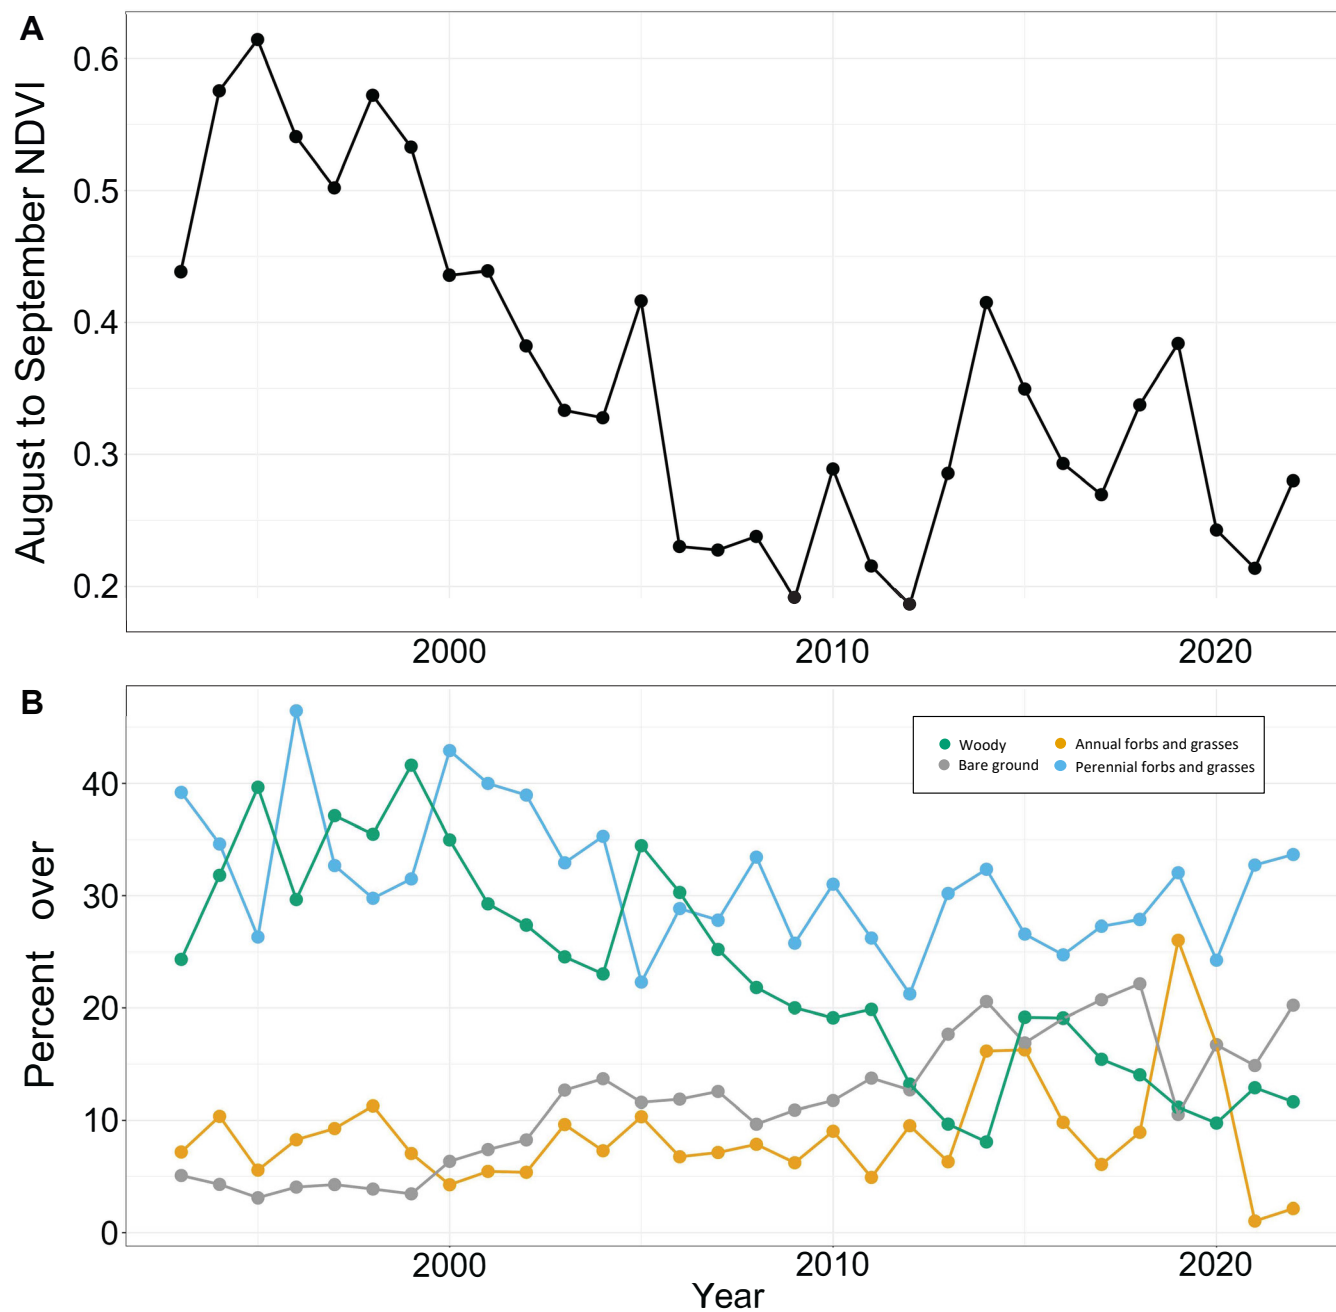 A
August to September NDVI
0.6
0.5
0.4
0.3
0.2
2000 2010 2020
B
Percent over
40
30
20
10
0
Woody Annual forbs and grasses
Bare ground Perennial forbs and grasses
2000 2010 2020
Year